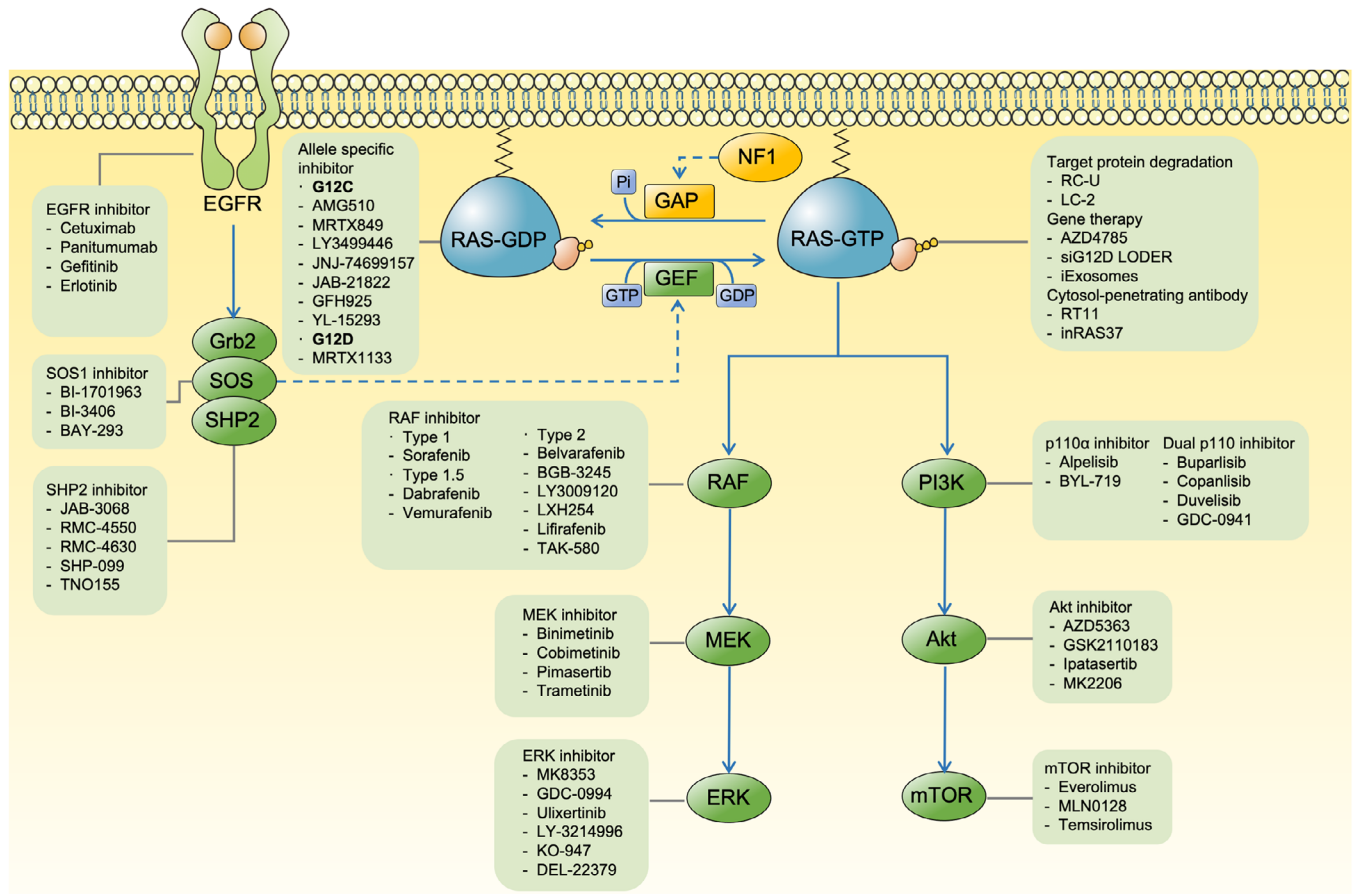 EGFR
EGFR inhibitor
- Cetuximab
- Panitumumab
- Gefitinib
- Erlotinib
Allele specific
inhibitor
· G12C
- AMG510
- MRTX849
- LY3499446
- JNJ-74699157
- JAB-21822
- GFH925
- YL-15293
· G12D
- MRTX1133
RAS-GDP
NF1
Pi
GAP
GEF
GTP
GDP
RAS-GTP
Target protein degradation
- RC-U
- LC-2
Gene therapy
- AZD4785
- siG12D LODER
- iExosomes
Cytosol-penetrating antibody
- RT11
- inRAS37
Grb2
SOS
SHP2
SOS1 inhibitor
- BI-1701963
- BI-3406
- BAY-293
SHP2 inhibitor
- JAB-3068
- RMC-4550
- RMC-4630
- SHP-099
- TNO155
RAF inhibitor
· Type 1
- Sorafenib
· Type 1.5
- Dabrafenib
- Vemurafenib
· Type 2
- Belvarafenib
- BGB-3245
- LY3009120
- LXH254
- Lifirafenib
- TAK-580
RAF
PI3K
p110α inhibitor
- Alpelisib
- BYL-719
Dual p110 inhibitor
- Buparlisib
- Copanlisib
- Duvelisib
- GDC-0941
MEK inhibitor
- Binimetinib
- Cobimetinib
- Pimasertib
- Trametinib
MEK
Akt
Akt inhibitor
- AZD5363
- GSK2110183
- Ipatasertib
- MK2206
ERK inhibitor
- MK8353
- GDC-0994
- Ulixertinib
- LY-3214996
- KO-947
- DEL-22379
ERK
mTOR
mTOR inhibitor
- Everolimus
- MLN0128
- Temsirolimus